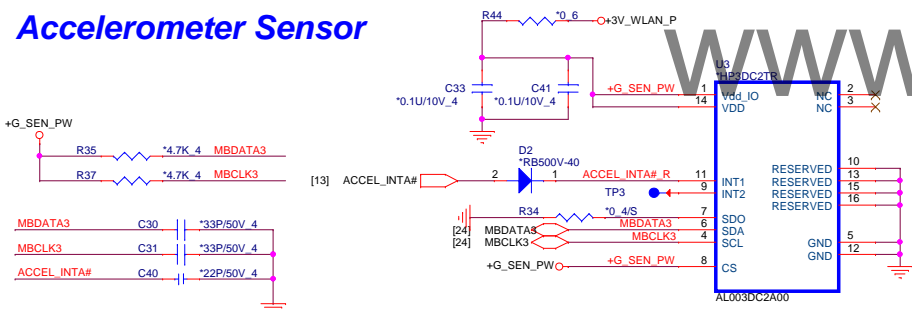 Accelerometer Sensor
R44 *0_6 +3V_WLAN_P
WWW
U3
*HP3DC2TR
C33 C41
*0.1U/10V_4 *0.1U/10V_4
+G_SEN_PW 1 Vdd_IO NC 2
14 VDD NC 3
+G_SEN_PW
R35 *4.7K_4 MBDATA3
R37 *4.7K_4 MBCLK3
D2
*RB500V-40
[13] ACCEL_INTA# 2 1 ACCEL_INTA#_R 11 INT1
TP3 9 INT2
RESERVED 10
RESERVED 13
RESERVED 15
RESERVED 16
R34 *0_4/S 7 SDO
[24] MBDATA3 MBDATA3 6 SDA
[24] MBCLK3 MBCLK3 4 SCL
GND 5
GND 12
+G_SEN_PW +G_SEN_PW 8 CS
AL003DC2A00
MBDATA3 C30 *33P/50V_4
MBCLK3 C31 *33P/50V_4
ACCEL_INTA# C40 *22P/50V_4